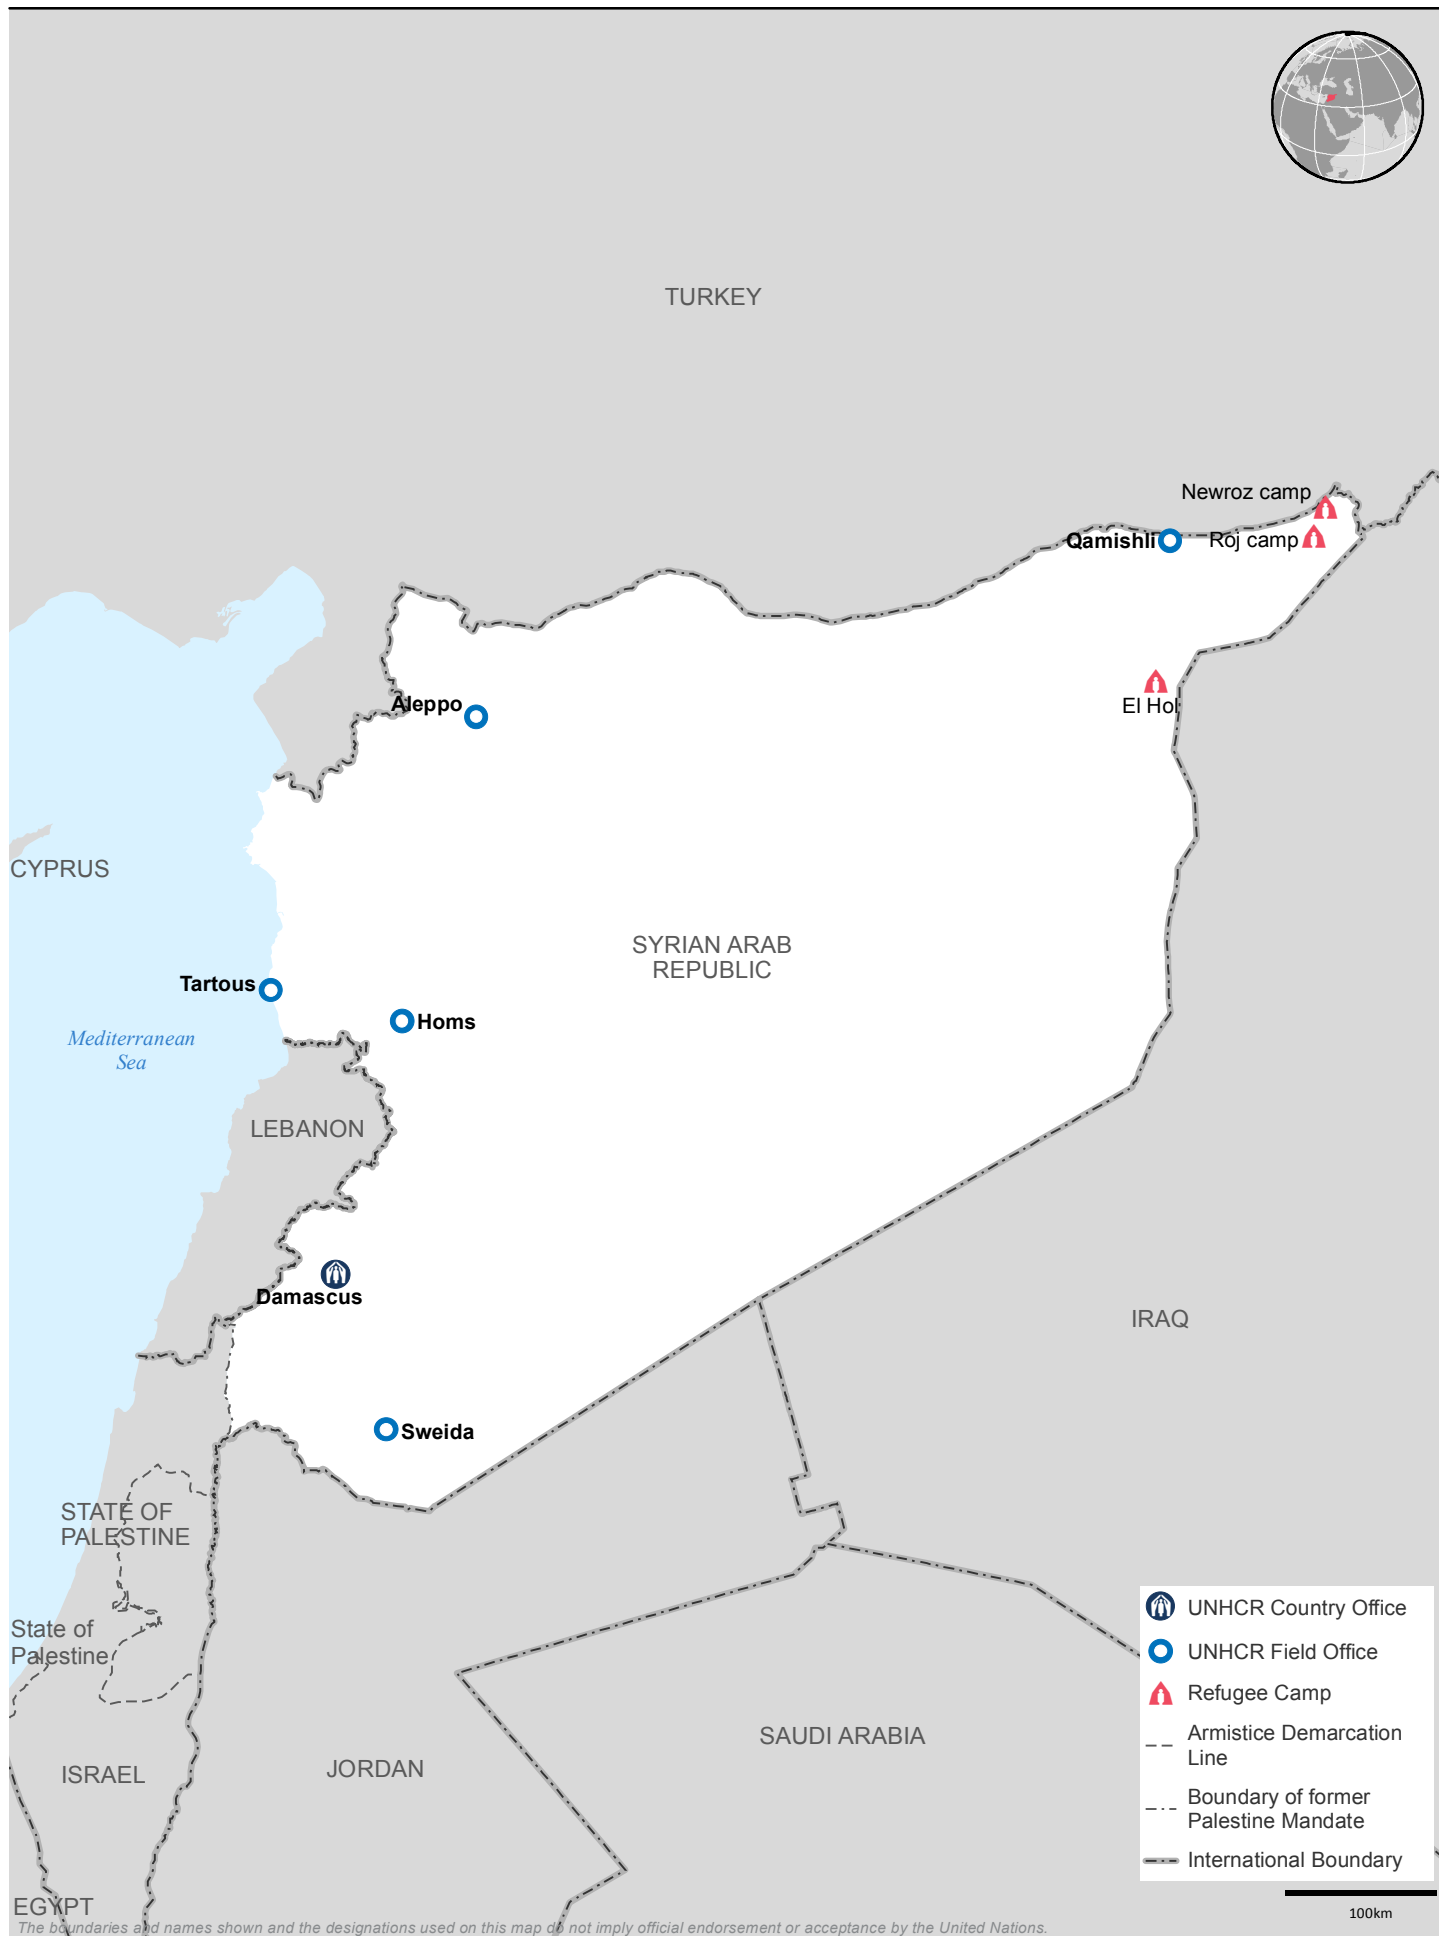 TURKEY
Newroz camp
Qamishli
Roj camp
Aleppo
El Hol
CYPRUS
SYRIAN ARAB
REPUBLIC
Tartous
Homs
Mediterranean
Sea
LEBANON
Damascus
IRAQ
Sweida
STATE OF
PALESTINE
State of
Palestine
SAUDI ARABIA
JORDAN
ISRAEL
EGYPT
UNHCR Country Office
UNHCR Field Office
Refugee Camp
Armistice Demarcation
Line
Boundary of former
Palestine Mandate
International Boundary
100km
The boundaries and names shown and the designations used on this map do not imply official endorsement or acceptance by the United Nations.